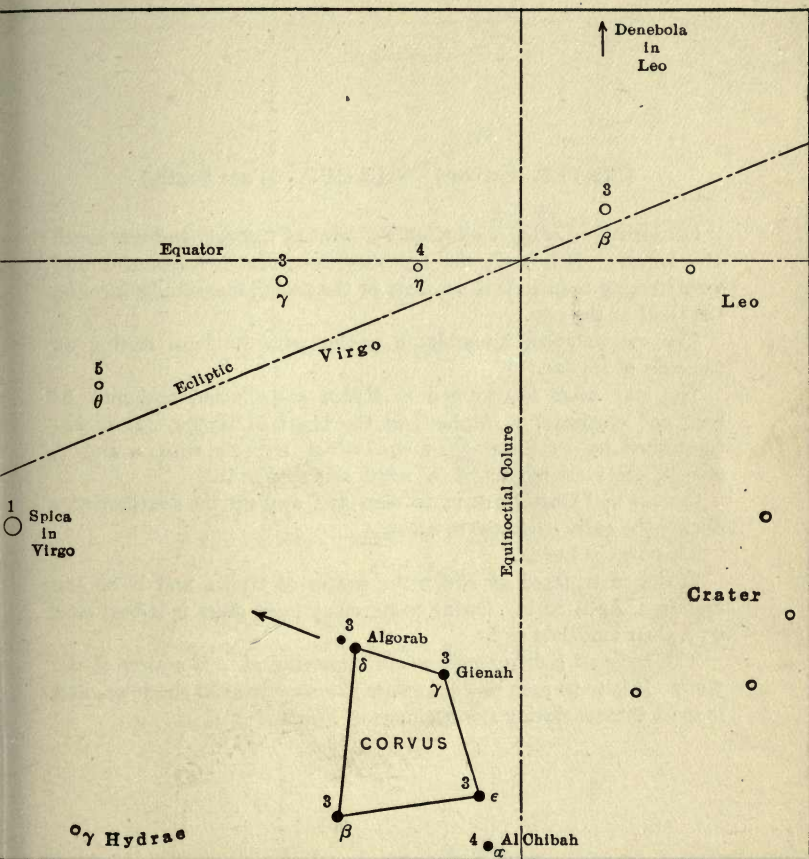 Denebola
in
Leo
3
β
Equator
3
γ
4
η
Leo
Virgo
Ecliptic
5
θ
Equinoctial Colure
1
Spica
in
Virgo
Crater
3
Algorab
δ
3
Gienah
γ
CORVUS
3
ε
3
β
γ Hydrae
4
Al Chibah
α